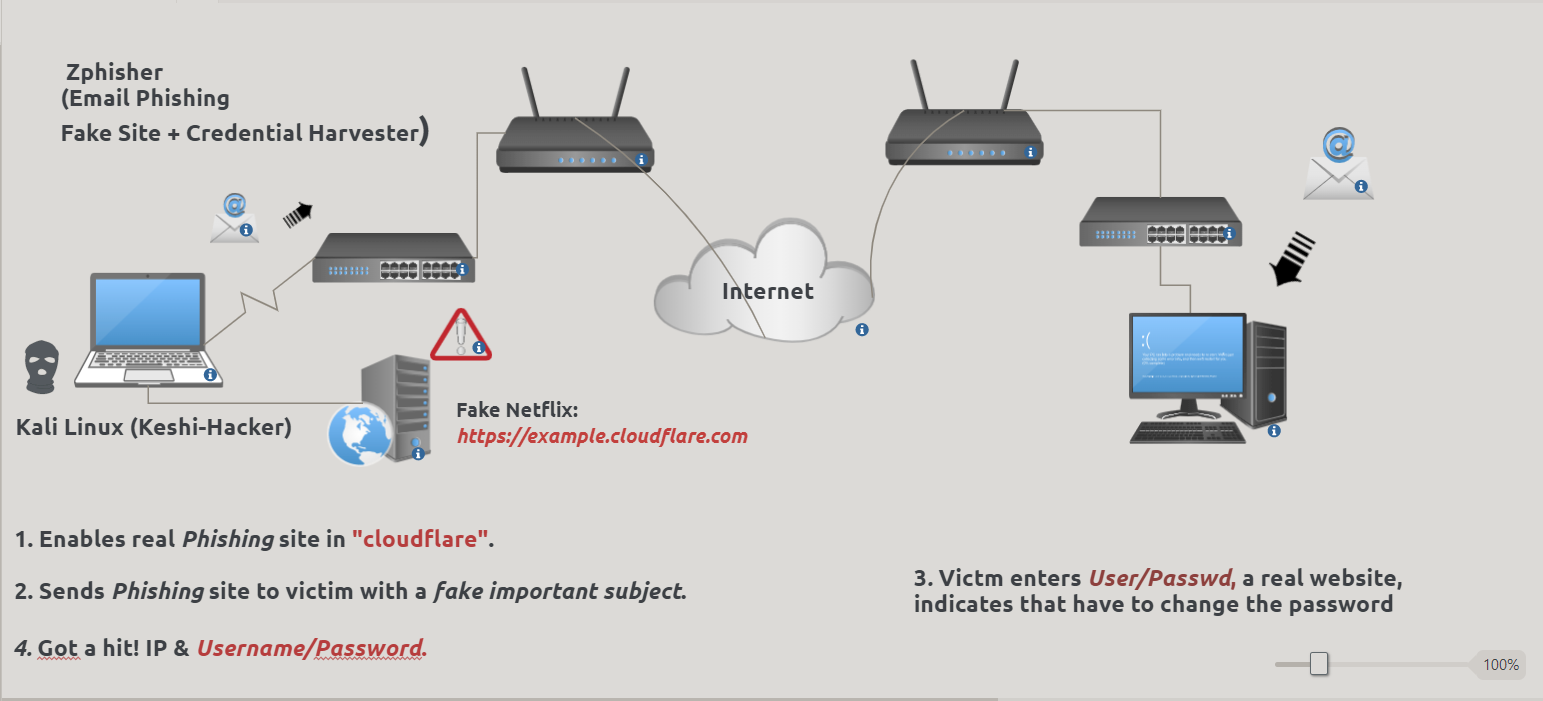 Zphisher
(Email Phishing
Fake Site + Credential Harvester)
Internet
Kali Linux (Keshi-Hacker)
Fake Netflix:
https://example.cloudflare.com
1. Enables real Phishing site in "cloudflare".
2. Sends Phishing site to victim with a fake important subject.
3. Victm enters User/Passwd, a real website,
indicates that have to change the password
4. Got a hit! IP & Username/Password.
100%